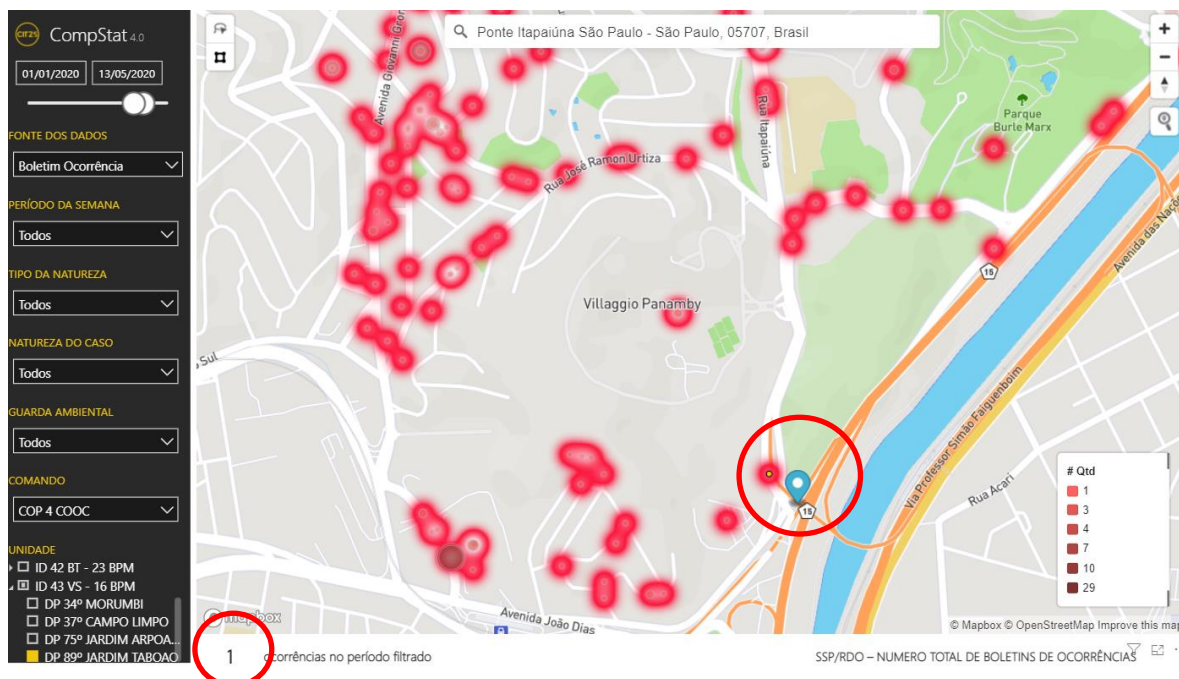 CITZS CompStat 4.0
01/01/2020 13/05/2020
FONTE DOS DADOS
Boletim Ocorrência
PERÍODO DA SEMANA
Todos
TIPO DA NATUREZA
Todos
NATUREZA DO CASO
Todos
GUARDA AMBIENTAL
Todos
COMANDO
COP 4 COOC
UNIDADE
ID 42 BT - 23 BPM
ID 43 VS - 16 BPM
DP 34º MORUMBI
DP 37º CAMPO LIMPO
DP 75º JARDIM ARPOA...
DP 89º JARDIM TABOAO
Ponte Itapaiúna São Paulo - São Paulo, 05707, Brasil
Avenida Giovanni Gron
Rua Itapaiúna
Parque
Burle Marx
Rua José Ramon Urtiza
Avenida das Nações
15
Villaggio Panamby
Sul
Via Professor Simão Faiguenboim
Rua Acari
15
# Qtd
1
3
4
7
10
29
Avenida João Dias
mapbox
© Mapbox © OpenStreetMap Improve this map
1 ocorrências no período filtrado
SSP/RDO – NUMERO TOTAL DE BOLETINS DE OCORRÊNCIAS